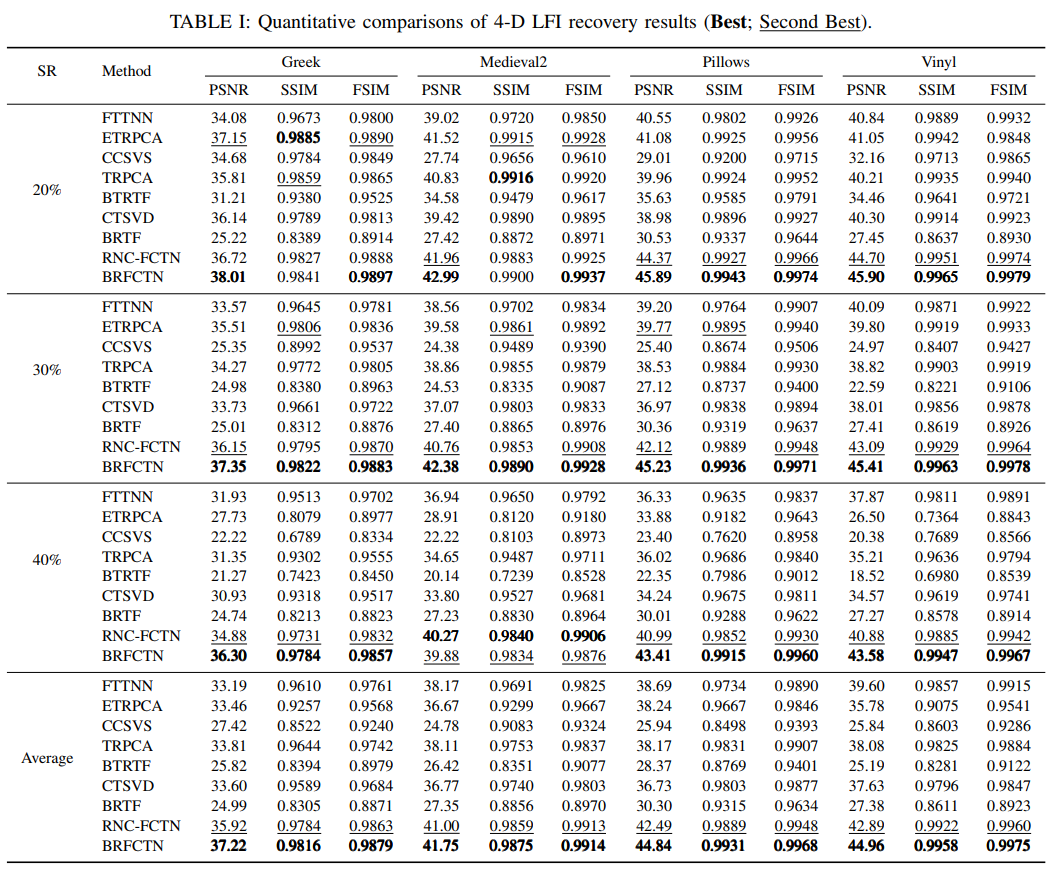 TABLE I: Quantitative comparisons of 4-D LFI recovery results (Best; Second Best).
SR Method Greek Medieval2 Pillows Vinyl
PSNR SSIM FSIM PSNR SSIM FSIM PSNR SSIM FSIM PSNR SSIM FSIM
20%
FTTNN 34.08 0.9673 0.9800 39.02 0.9720 0.9850 40.55 0.9802 0.9926 40.84 0.9889 0.9932
ETRPCA 37.15 0.9885 0.9890 41.52 0.9915 0.9928 41.08 0.9925 0.9956 41.05 0.9942 0.9848
CCSVS 34.68 0.9784 0.9849 27.74 0.9656 0.9610 29.01 0.9200 0.9715 32.16 0.9713 0.9865
TRPCA 35.81 0.9859 0.9865 40.83 0.9916 0.9920 39.96 0.9924 0.9952 40.21 0.9935 0.9940
BTRTF 31.21 0.9380 0.9525 34.58 0.9479 0.9617 35.63 0.9585 0.9791 34.46 0.9641 0.9721
CTSVD 36.14 0.9789 0.9813 39.42 0.9890 0.9895 38.98 0.9896 0.9927 40.30 0.9914 0.9923
BRTF 25.22 0.8389 0.8914 27.42 0.8872 0.8971 30.53 0.9337 0.9644 27.45 0.8637 0.8930
RNC-FCTN 36.72 0.9827 0.9888 41.96 0.9883 0.9925 44.37 0.9927 0.9966 44.70 0.9951 0.9974
BRFCTN 38.01 0.9841 0.9897 42.99 0.9900 0.9937 45.89 0.9943 0.9974 45.90 0.9965 0.9979
30%
FTTNN 33.57 0.9645 0.9781 38.56 0.9702 0.9834 39.20 0.9764 0.9907 40.09 0.9871 0.9922
ETRPCA 35.51 0.9806 0.9836 39.58 0.9861 0.9892 39.77 0.9895 0.9940 39.80 0.9919 0.9933
CCSVS 25.35 0.8992 0.9537 24.38 0.9489 0.9390 25.40 0.8674 0.9506 24.97 0.8407 0.9427
TRPCA 34.27 0.9772 0.9805 38.86 0.9855 0.9879 38.53 0.9884 0.9930 38.82 0.9903 0.9919
BTRTF 24.98 0.8380 0.8963 24.53 0.8335 0.9087 27.12 0.8737 0.9400 22.59 0.8221 0.9106
CTSVD 33.73 0.9661 0.9722 37.07 0.9803 0.9833 36.97 0.9838 0.9894 38.01 0.9856 0.9878
BRTF 25.01 0.8312 0.8876 27.40 0.8865 0.8976 30.36 0.9319 0.9637 27.41 0.8619 0.8926
RNC-FCTN 36.15 0.9795 0.9870 40.76 0.9853 0.9908 42.12 0.9889 0.9948 43.09 0.9929 0.9964
BRFCTN 37.35 0.9822 0.9883 42.38 0.9890 0.9928 45.23 0.9936 0.9971 45.41 0.9963 0.9978
40%
FTTNN 31.93 0.9513 0.9702 36.94 0.9650 0.9792 36.33 0.9635 0.9837 37.87 0.9811 0.9891
ETRPCA 27.73 0.8079 0.8977 28.91 0.8120 0.9180 33.88 0.9182 0.9643 26.50 0.7364 0.8843
CCSVS 22.22 0.6789 0.8334 22.22 0.8103 0.8973 23.40 0.7620 0.8958 20.38 0.7689 0.8566
TRPCA 31.35 0.9302 0.9555 34.65 0.9487 0.9711 36.02 0.9686 0.9840 35.21 0.9636 0.9794
BTRTF 21.27 0.7423 0.8450 20.14 0.7239 0.8528 22.35 0.7986 0.9012 18.52 0.6980 0.8539
CTSVD 30.93 0.9318 0.9517 33.80 0.9527 0.9681 34.24 0.9675 0.9811 34.57 0.9619 0.9741
BRTF 24.74 0.8213 0.8823 27.23 0.8830 0.8964 30.01 0.9288 0.9622 27.27 0.8578 0.8914
RNC-FCTN 34.88 0.9731 0.9832 40.27 0.9840 0.9906 40.99 0.9852 0.9930 40.88 0.9885 0.9942
BRFCTN 36.30 0.9784 0.9857 39.88 0.9834 0.9876 43.41 0.9915 0.9960 43.58 0.9947 0.9967
Average
FTTNN 33.19 0.9610 0.9761 38.17 0.9691 0.9825 38.69 0.9734 0.9890 39.60 0.9857 0.9915
ETRPCA 33.46 0.9257 0.9568 36.67 0.9299 0.9667 38.24 0.9667 0.9846 35.78 0.9075 0.9541
CCSVS 27.42 0.8522 0.9240 24.78 0.9083 0.9324 25.94 0.8498 0.9393 25.84 0.8603 0.9286
TRPCA 33.81 0.9644 0.9742 38.11 0.9753 0.9837 38.17 0.9831 0.9907 38.08 0.9825 0.9884
BTRTF 25.82 0.8394 0.8979 26.42 0.8351 0.9077 28.37 0.8769 0.9401 25.19 0.8281 0.9122
CTSVD 33.60 0.9589 0.9684 36.77 0.9740 0.9803 36.73 0.9803 0.9877 37.63 0.9796 0.9847
BRTF 24.99 0.8305 0.8871 27.35 0.8856 0.8970 30.30 0.9315 0.9634 27.38 0.8611 0.8923
RNC-FCTN 35.92 0.9784 0.9863 41.00 0.9859 0.9913 42.49 0.9889 0.9948 42.89 0.9922 0.9960
BRFCTN 37.22 0.9816 0.9879 41.75 0.9875 0.9914 44.84 0.9931 0.9968 44.96 0.9958 0.9975